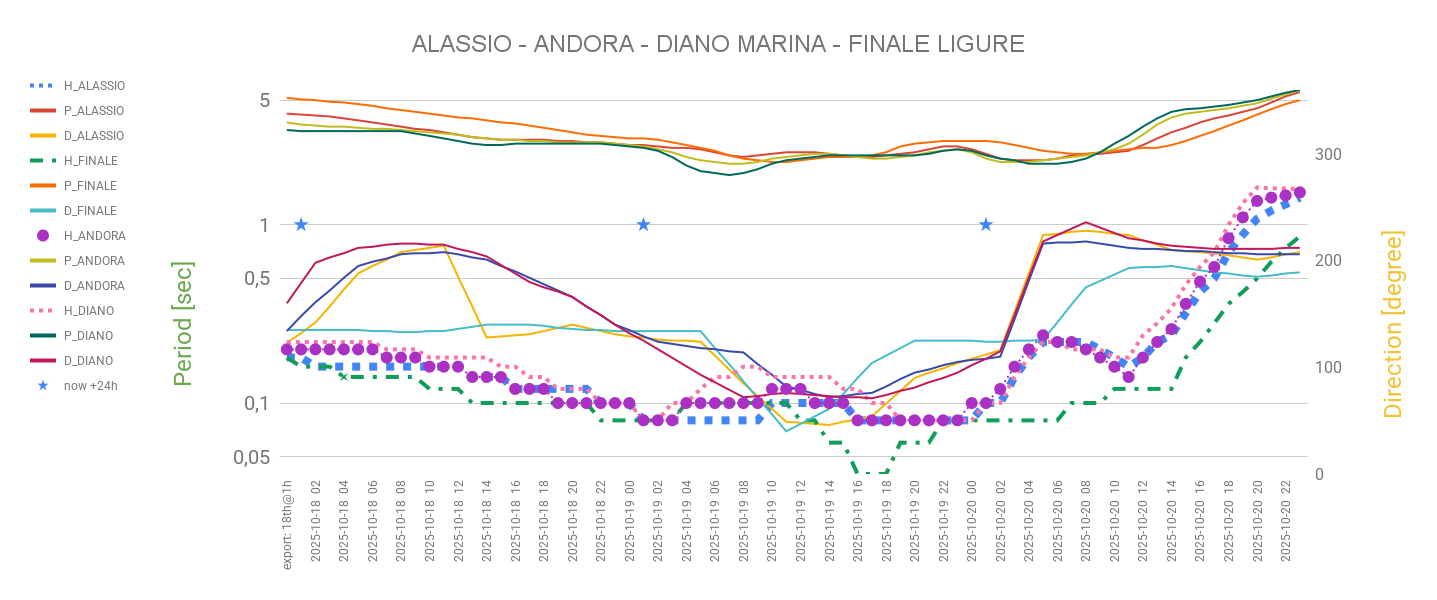 ALASSIO - ANDORA - DIANO MARINA - FINALE LIGURE
H_ALASSIO
P_ALASSIO
D_ALASSIO
H_FINALE
P_FINALE
D_FINALE
H_ANDORA
P_ANDORA
D_ANDORA
H_DIANO
P_DIANO
D_DIANO
now +24h
Period [sec]
5
1
0,5
0,1
0,05
300
200
100
0
Direction [degree]
export: 18th@1h
2025-10-18 02
2025-10-18 04
2025-10-18 06
2025-10-18 08
2025-10-18 10
2025-10-18 12
2025-10-18 14
2025-10-18 16
2025-10-18 18
2025-10-18 20
2025-10-18 22
2025-10-19 00
2025-10-19 02
2025-10-19 04
2025-10-19 06
2025-10-19 08
2025-10-19 10
2025-10-19 12
2025-10-19 14
2025-10-19 16
2025-10-19 18
2025-10-19 20
2025-10-19 22
2025-10-20 00
2025-10-20 02
2025-10-20 04
2025-10-20 06
2025-10-20 08
2025-10-20 10
2025-10-20 12
2025-10-20 14
2025-10-20 16
2025-10-20 18
2025-10-20 20
2025-10-20 22